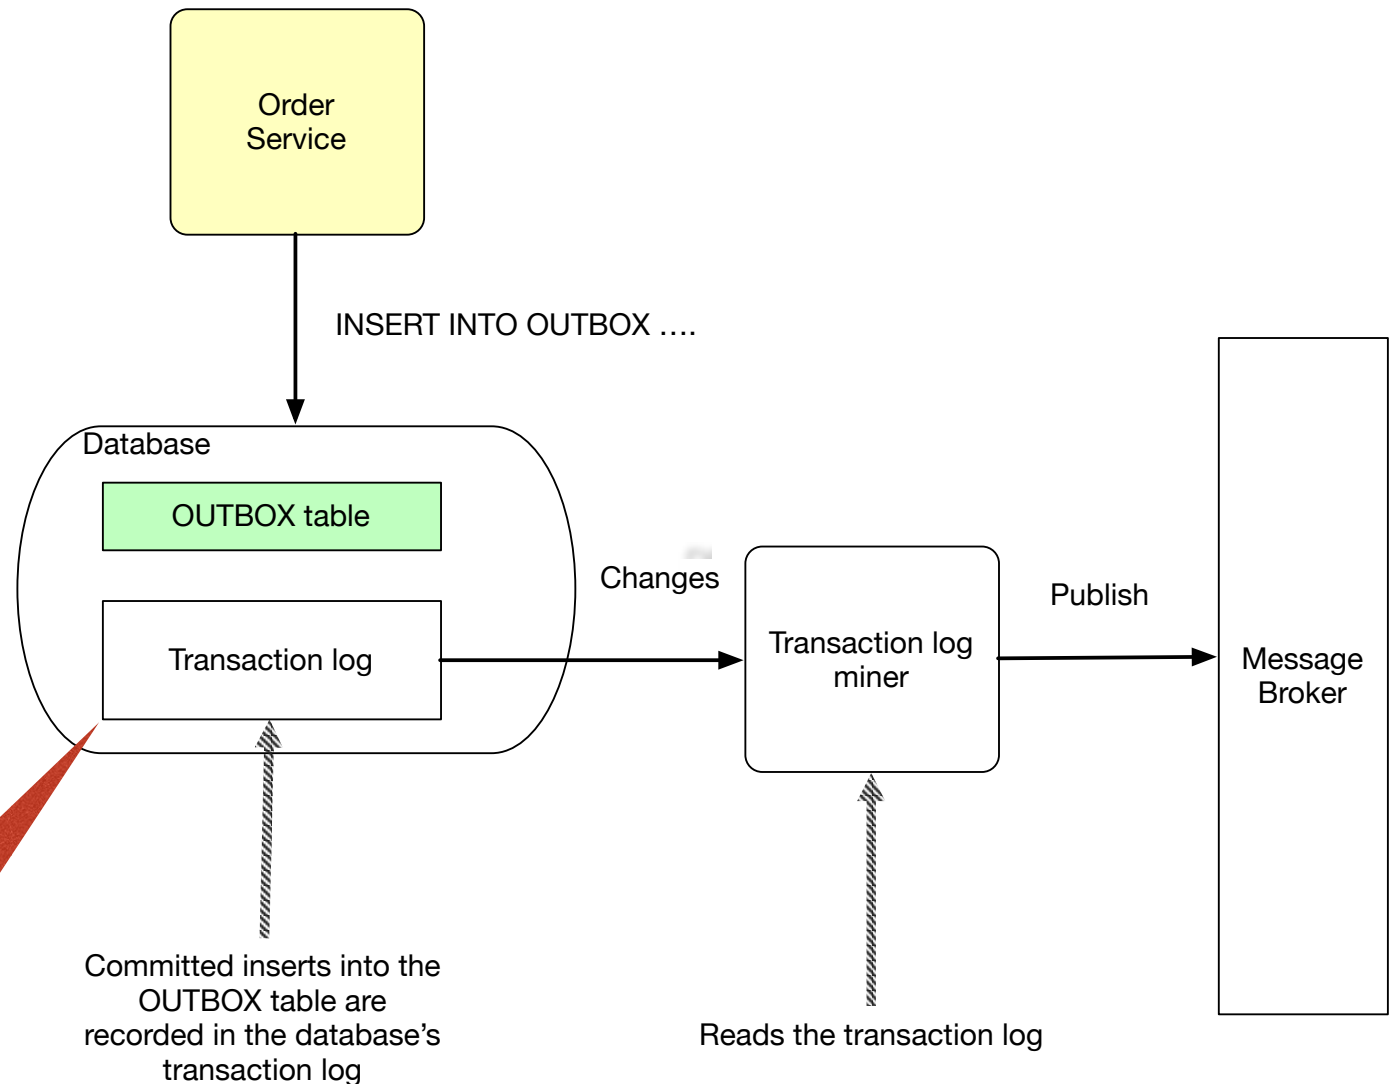 Order
Service
INSERT INTO OUTBOX ….
Database
OUTBOX table
Transaction log
Changes
Transaction log
miner
Publish
Message
Broker
Committed inserts into the
OUTBOX table are
recorded in the database’s
transaction log
Reads the transaction log